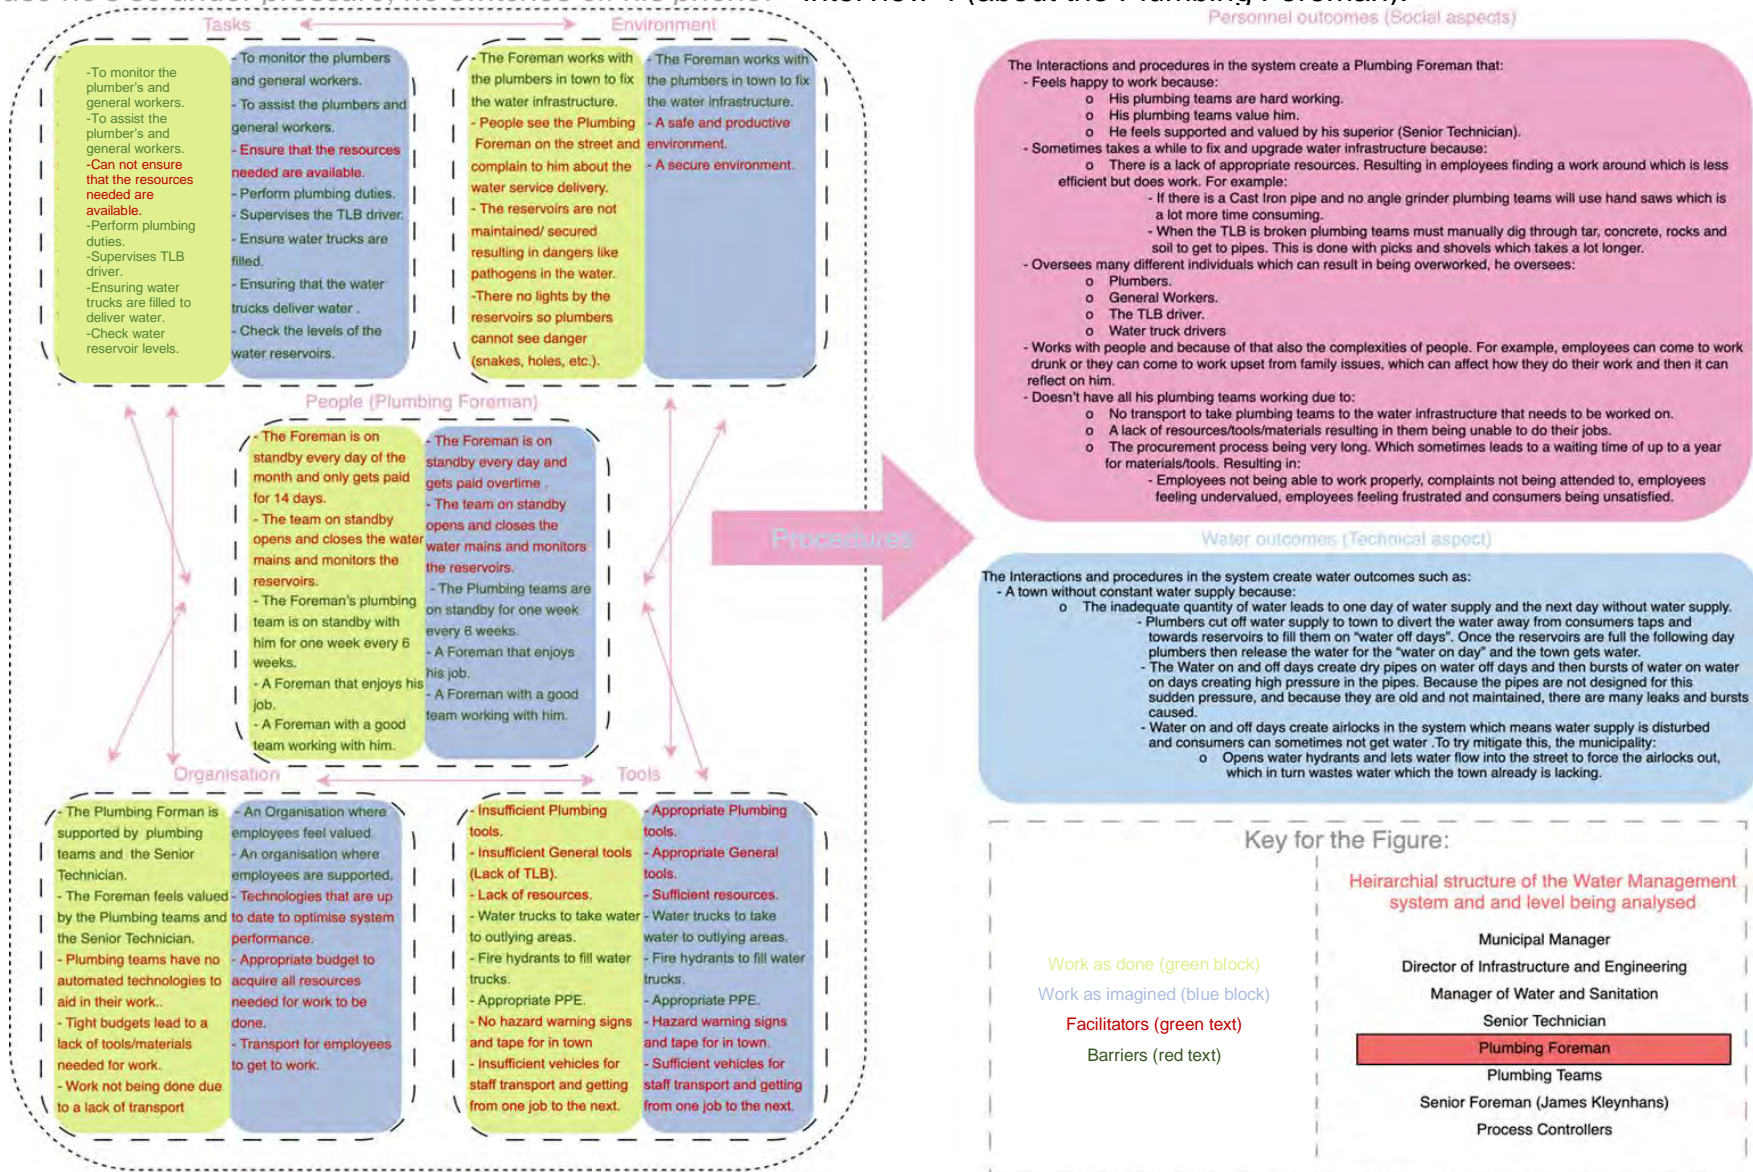 Interview 4 (about the Plumbing Foreman).
Tasks
Environment
-To monitor the
plumber's and
general workers.
-To assist the
plumber's and
general workers.
-Can not ensure
that the resources
needed are
available.
-Perform plumbing
duties.
-Supervises TLB
driver.
-Ensuring water
trucks are filled to
deliver water.
-Check water
reservoir levels.
- To monitor the plumbers
and general workers.
- To assist the plumbers and
general workers.
- Ensure that the resources
needed are available.
- Perform plumbing duties.
- Supervises the TLB driver.
- Ensure water trucks are
filled.
- Ensuring that the water
trucks deliver water .
- Check the levels of the
water reservoirs.
- The Foreman works with
the plumbers in town to fix
the water infrastructure.
- People see the Plumbing
Foreman on the street and
complain to him about the
water service delivery.
- The reservoirs are not
maintained/ secured
resulting in dangers like
pathogens in the water.
-There no lights by the
reservoirs so plumbers
cannot see danger
(snakes, holes, etc.).
- The Foreman works with
the plumbers in town to fix
the water infrastructure.
- A safe and productive
environment.
- A secure environment.
People (Plumbing Foreman)
- The Foreman is on
standby every day of the
month and only gets paid
for 14 days.
- The team on standby
opens and closes the water
mains and monitors the
reservoirs.
- The Foreman's plumbing
team is on standby with
him for one week every 6
weeks.
- A Foreman that enjoys his
job.
- A Foreman with a good
team working with him.
- The Foreman is on
standby every day and
gets paid overtime .
- The team on standby
opens and closes the
water mains and monitors
the reservoirs.
- The Plumbing teams are
on standby for one week
every 6 weeks.
- A Foreman that enjoys
his job.
- A Foreman with a good
team working with him.
Organisation
Tools
- The Plumbing Forman is
supported by plumbing
teams and the Senior
Technician.
- The Foreman feels valued
by the Plumbing teams and
the Senior Technician.
- Plumbing teams have no
automated technologies to
aid in their work..
- Tight budgets lead to a
lack of tools/materials
needed for work.
- Work not being done due
to a lack of transport
- An Organisation where
employees feel valued.
- An organisation where
employees are supported.
- Technologies that are up
to date to optimise system
performance.
- Appropriate budget to
acquire all resources
needed for work to be
done.
- Transport for employees
to get to work.
- Insufficient Plumbing
tools.
- Insufficient General tools
(Lack of TLB).
- Lack of resources.
- Water trucks to take water
to outlying areas.
- Fire hydrants to fill water
trucks.
- Appropriate PPE.
- No hazard warning signs
and tape for in town
- Insufficient vehicles for
staff transport and getting
from one job to the next.
- Appropriate Plumbing
tools.
- Appropriate General
tools.
- Sufficient resources.
- Water trucks to take
water to outlying areas.
- Fire hydrants to fill water
trucks.
- Appropriate PPE.
- Hazard warning signs
and tape for in town.
- Sufficient vehicles for
staff transport and getting
from one job to the next.
Procedures
Personnel outcomes (Social aspects)
The Interactions and procedures in the system create a Plumbing Foreman that:
- Feels happy to work because:
o His plumbing teams are hard working.
o His plumbing teams value him.
o He feels supported and valued by his superior (Senior Technician).
- Sometimes takes a while to fix and upgrade water infrastructure because:
o There is a lack of appropriate resources. Resulting in employees finding a work around which is less
efficient but does work. For example:
- If there is a Cast Iron pipe and no angle grinder plumbing teams will use hand saws which is
a lot more time consuming.
- When the TLB is broken plumbing teams must manually dig through tar, concrete, rocks and
soil to get to pipes. This is done with picks and shovels which takes a lot longer.
- Oversees many different individuals which can result in being overworked, he oversees:
o Plumbers.
o General Workers.
o The TLB driver.
o Water truck drivers
- Works with people and because of that also the complexities of people. For example, employees can come to work
drunk or they can come to work upset from family issues, which can affect how they do their work and then it can
reflect on him.
- Doesn't have all his plumbing teams working due to:
o No transport to take plumbing teams to the water infrastructure that needs to be worked on.
o A lack of resources/tools/materials resulting in them being unable to do their jobs.
o The procurement process being very long. Which sometimes leads to a waiting time of up to a year
for materials/tools. Resulting in:
- Employees not being able to work properly, complaints not being attended to, employees
feeling undervalued, employees feeling frustrated and consumers being unsatisfied.
Water outcomes (Technical aspect)
The Interactions and procedures in the system create water outcomes such as:
- A town without constant water supply because:
o The inadequate quantity of water leads to one day of water supply and the next day without water supply.
- Plumbers cut off water supply to town to divert the water away from consumers taps and
towards reservoirs to fill them on "water off days". Once the reservoirs are full the following day
plumbers then release the water for the "water on day" and the town gets water.
- The Water on and off days create dry pipes on water off days and then bursts of water on water
on days creating high pressure in the pipes. Because the pipes are not designed for this
sudden pressure, and because they are old and not maintained, there are many leaks and bursts
caused.
- Water on and off days create airlocks in the system which means water supply is disturbed
and consumers can sometimes not get water .To try mitigate this, the municipality:
o Opens water hydrants and lets water flow into the street to force the airlocks out,
which in turn wastes water which the town already is lacking.
Key for the Figure:
Work as done (green block)
Work as imagined (blue block)
Facilitators (green text)
Barriers (red text)
Heirarchial structure of the Water Management
system and and level being analysed
Municipal Manager
Director of Infrastructure and Engineering
Manager of Water and Sanitation
Senior Technician
Plumbing Foreman
Plumbing Teams
Senior Foreman (James Kleynhans)
Process Controllers